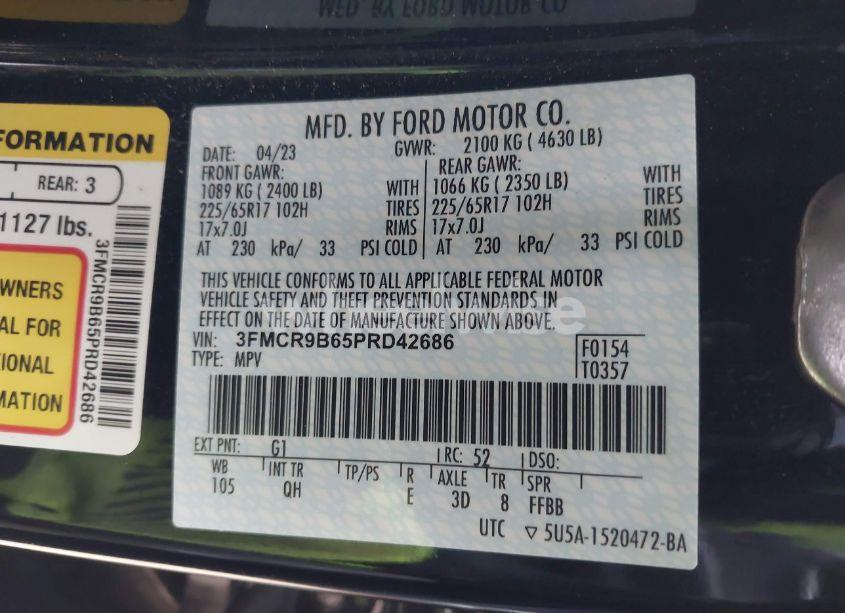 MFD. BY FORD MOTOR CO
FORMATION
REAR: 3
1127 lbs.
WNERS
AL FOR
TIONAL
MATION
3FMCR9B65PRD42686
MFD. BY FORD MOTOR CO.
DATE: 04/23 GVWR: 2100 KG ( 4630 LB)
FRONT GAWR: REAR GAWR:
1089 KG ( 2400 LB) WITH 1066 KG ( 2350 LB) WITH
225/65R17 102H TIRES 225/65R17 102H TIRES
17x7.0J RIMS 17x7.0J RIMS
AT 230 kPa/ 33 PSI COLD AT 230 kPa/ 33 PSI COLD
THIS VEHICLE CONFORMS TO ALL APPLICABLE FEDERAL MOTOR
VEHICLE SAFETY AND THEFT PREVENTION STANDARDS IN
EFFECT ON THE DATE OF MANUFACTURE SHOWN ABOVE.
VIN: 3FMCR9B65PRD42686 F0154
TYPE: MPV T0357
EXT PNT: G1 RC: 52 DSO:
WB INT TR TP/PS R AXLE TR SPR
105 QH E 3D 8 FFBB
UTC ▽ 5U5A-1520472-BA